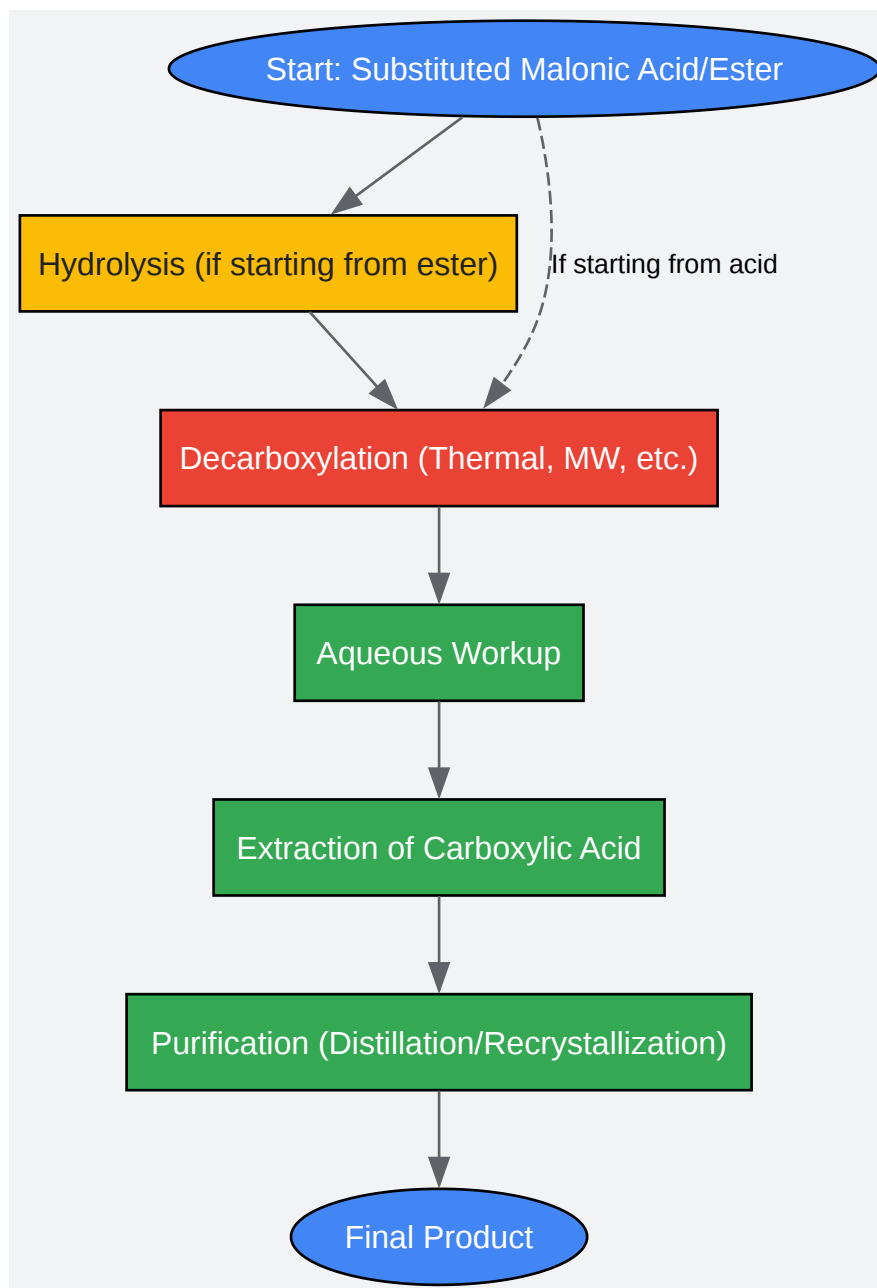 Start: Substituted Malonic Acid/Ester
Hydrolysis (if starting from ester)
If starting from acid
Decarboxylation (Thermal, MW, etc.)
Aqueous Workup
Extraction of Carboxylic Acid
Purification (Distillation/Recrystallization)
Final Product